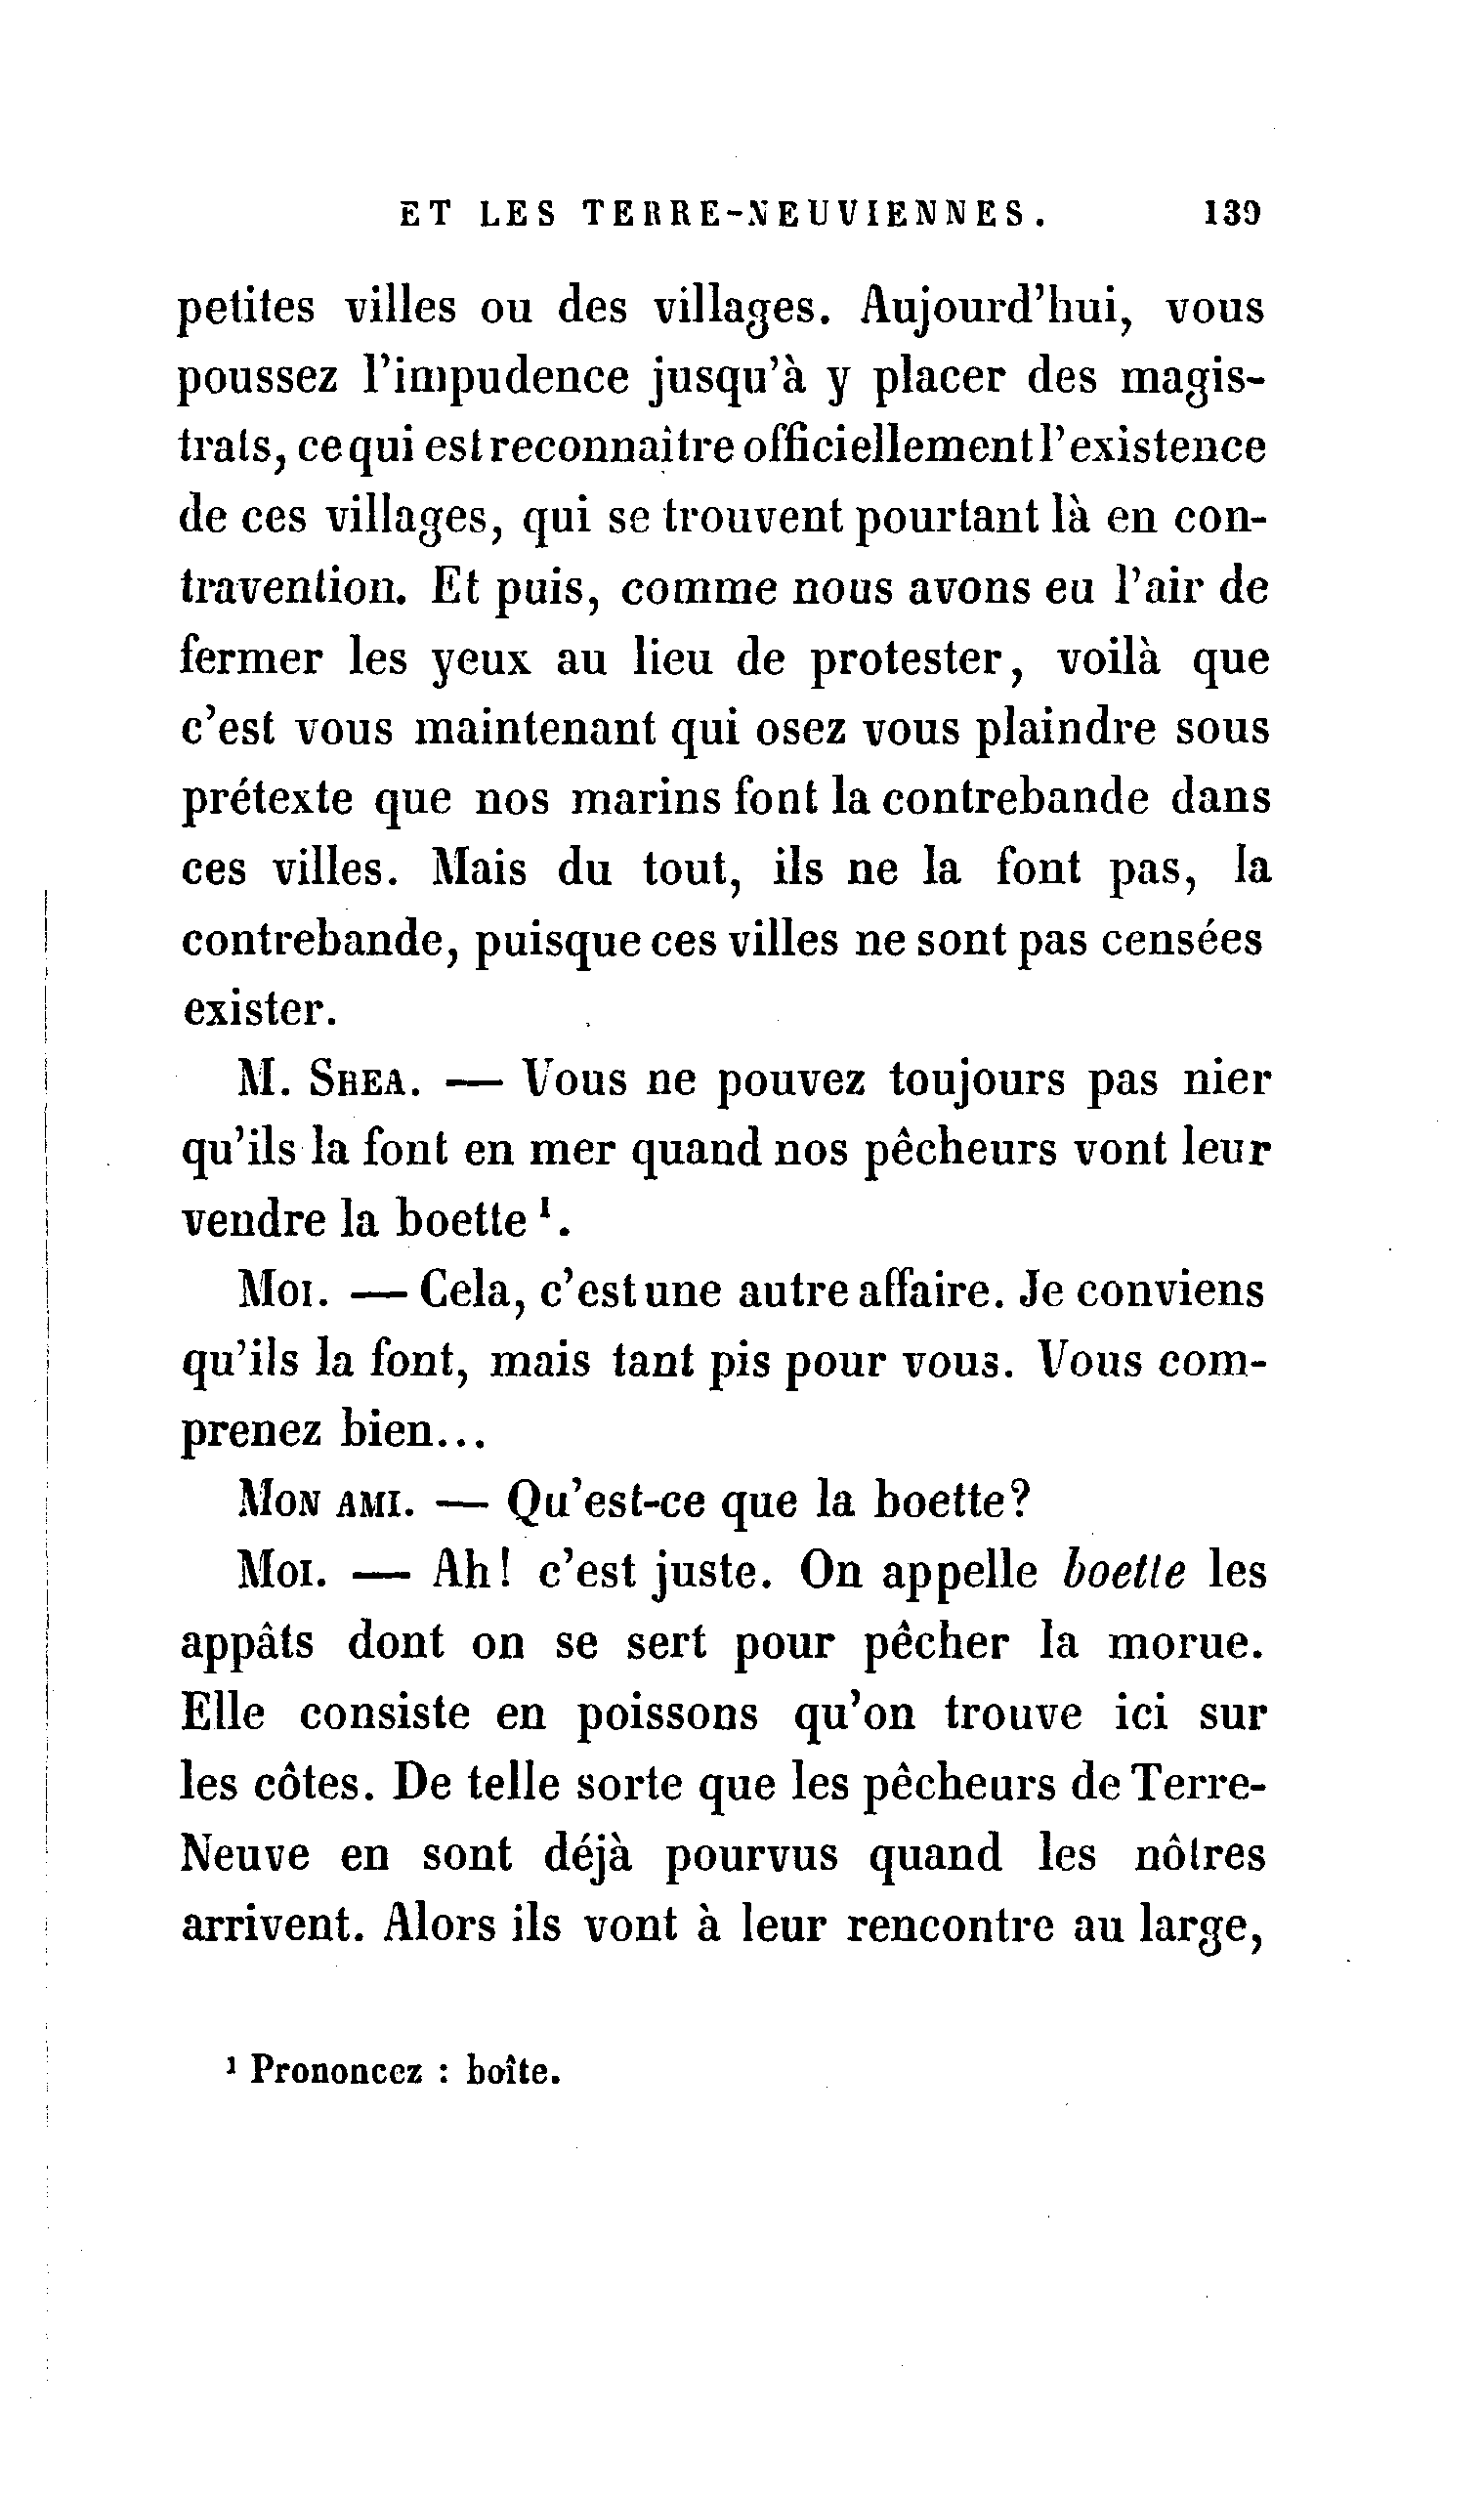 ET LES TERRE-NEUVIENNES. 139
petites villes ou des villages. Aujourd'hui, vous
poussez l'impudence jusqu'à y placer des magis-
trats, ce qui est reconnaître officiellement l'existence
de ces villages, qui se trouvent pourtant là en con-
travention. Et puis, comme nous avons eu l'air de
fermer les yeux au lieu de protester, voilà que
c'est vous maintenant qui osez vous plaindre sous
prétexte que nos marins font la contrebande dans
ces villes. Mais du tout, ils ne la font pas, la
contrebande, puisque ces villes ne sont pas censées
exister.
M. SHEA. — Vous ne pouvez toujours pas nier
qu'ils la font en mer quand nos pêcheurs vont leur
vendre la boette ¹.
MOI. — Cela, c'est une autre affaire. Je conviens
qu'ils la font, mais tant pis pour vous. Vous com-
prenez bien...
MON AMI. — Qu'est-ce que la boette?
MOI. — Ah! c'est juste. On appelle boette les
appâts dont on se sert pour pêcher la morue.
Elle consiste en poissons qu'on trouve ici sur
les côtes. De telle sorte que les pêcheurs de Terre-
Neuve en sont déjà pourvus quand les nôtres
arrivent. Alors ils vont à leur rencontre au large,
¹ Prononcez : boîte.